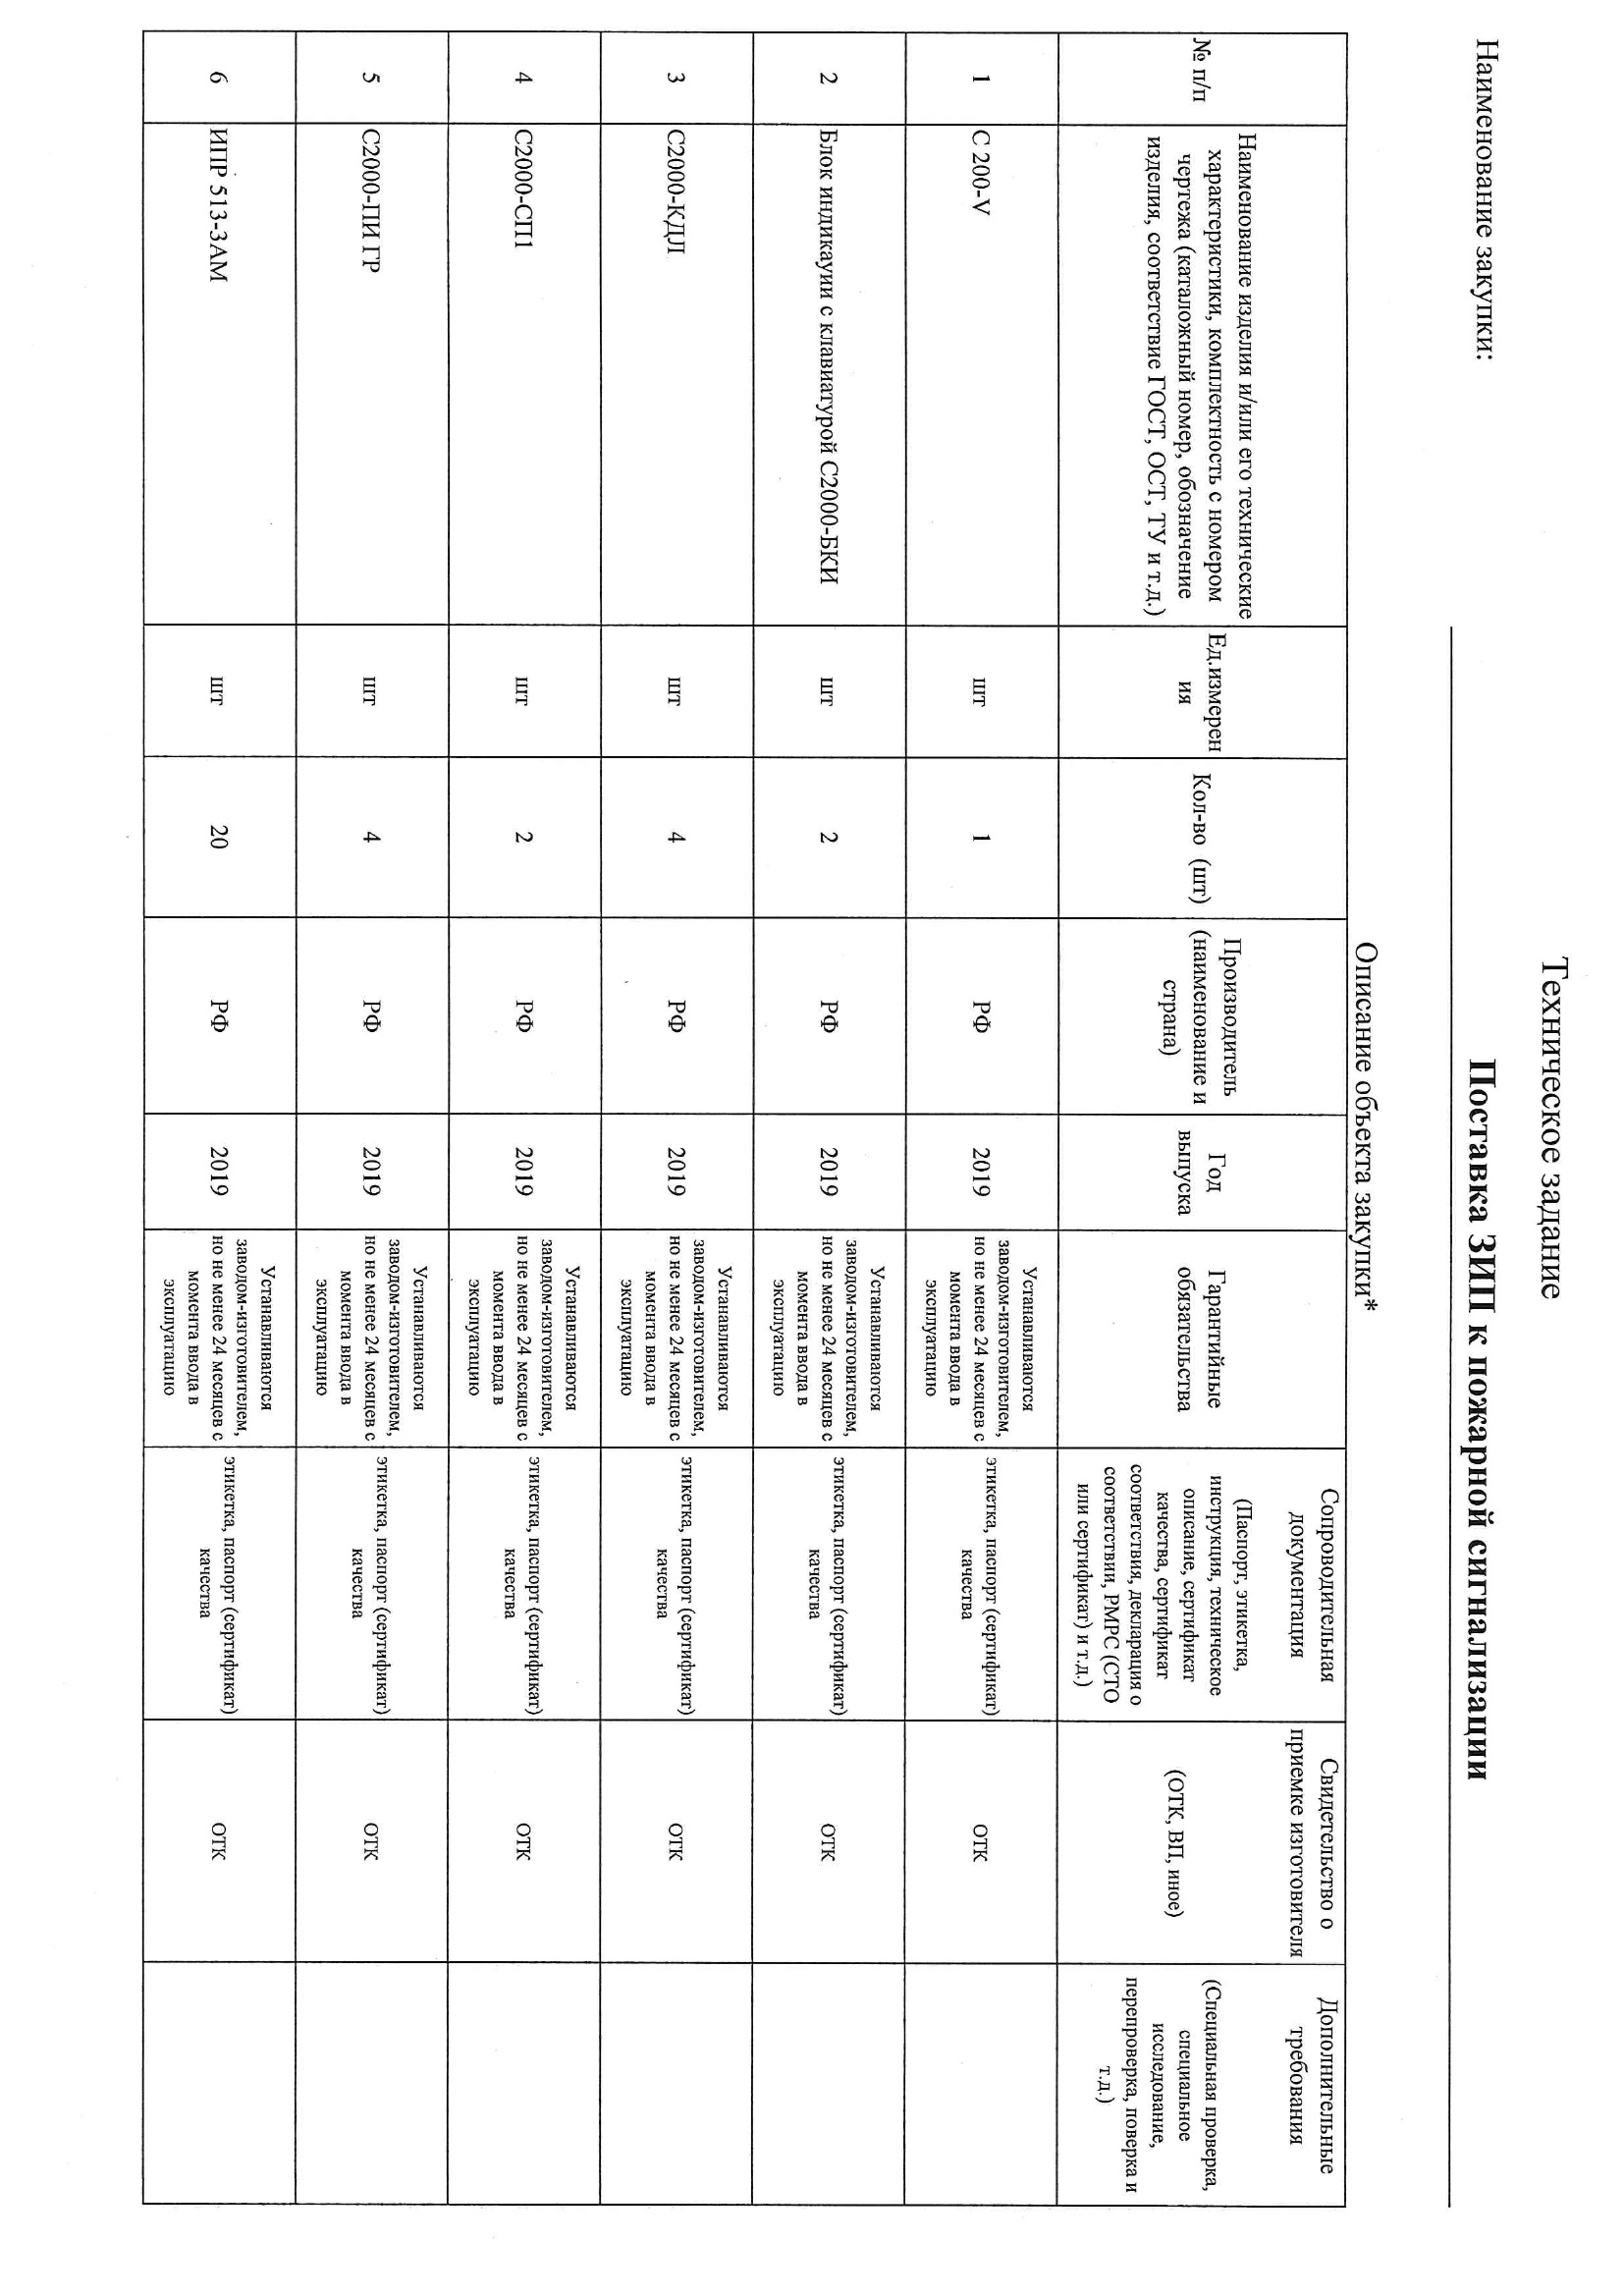 Техническое задание
Наименование закупки:
Поставка ЗИП к пожарной сигнализации
Описание объекта закупки*
№ п/п
Наименование изделия и/или его технические
характеристики, комплектность с номером
чертежа (каталожный номер, обозначение
изделия, соответствие ГОСТ, ОСТ, ТУ и т.д.)
Ед.измерен
ия
Кол-во (шт)
Производитель
(наименование и
страна)
Год
выпуска
Гарантийные
обязательства
Сопроводительная
документация
(Паспорт, этикетка,
инструкция, техническое
описание, сертификат
качества, сертификат
соответствия, декларация о
соответствии, РМРС (СТО
или сертификат) и т.д.)
Свидетельство о
приемке изготовителя
(ОТК, ВП, иное)
Дополнительные
требования
(Специальная проверка,
специальное
исследование,
перепроверка, поверка и
т.д.)
1
С 200-V
шт
1
РФ
2019
Устанавливаются
заводом-изготовителем,
но не менее 24 месяцев с
момента ввода в
эксплуатацию
этикетка, паспорт (сертификат)
качества
ОТК
2
Блок индикауии с клавиатурой С2000-БКИ
шт
2
РФ
2019
Устанавливаются
заводом-изготовителем,
но не менее 24 месяцев с
момента ввода в
эксплуатацию
этикетка, паспорт (сертификат)
качества
ОТК
3
С2000-КДЛ
шт
4
РФ
2019
Устанавливаются
заводом-изготовителем,
но не менее 24 месяцев с
момента ввода в
эксплуатацию
этикетка, паспорт (сертификат)
качества
ОТК
4
С2000-СП1
шт
2
РФ
2019
Устанавливаются
заводом-изготовителем,
но не менее 24 месяцев с
момента ввода в
эксплуатацию
этикетка, паспорт (сертификат)
качества
ОТК
5
С2000-ПИ ГР
шт
4
РФ
2019
Устанавливаются
заводом-изготовителем,
но не менее 24 месяцев с
момента ввода в
эксплуатацию
этикетка, паспорт (сертификат)
качества
ОТК
6
ИПР 513-3АМ
шт
20
РФ
2019
Устанавливаются
заводом-изготовителем,
но не менее 24 месяцев с
момента ввода в
эксплуатацию
этикетка, паспорт (сертификат)
качества
ОТК